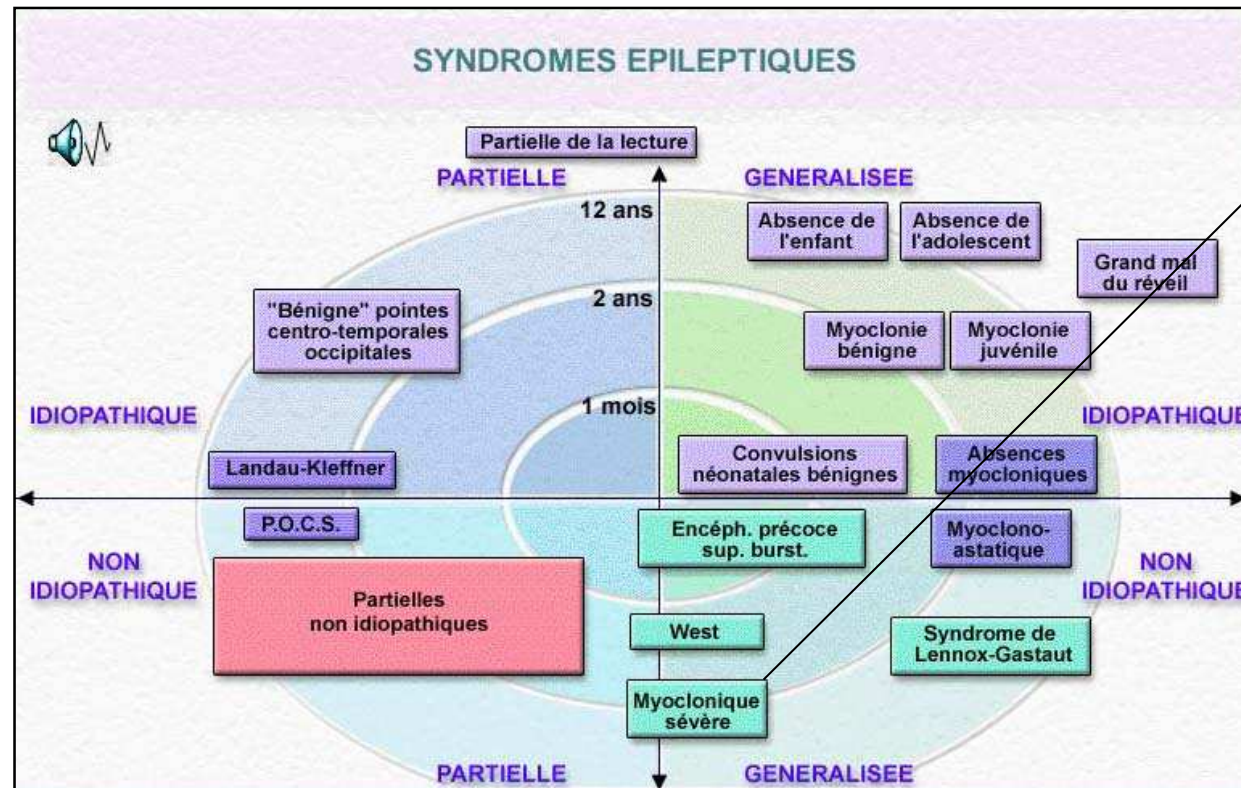 SYNDROMES EPILEPTIQUES
Partielle de la lecture
PARTIELLE
GENERALISEE
12 ans
Absence de
l'enfant
Absence de
l'adolescent
Grand mal
du réveil
2 ans
"Bénigne" pointes
centro-temporales
occipitales
Myoclonie
bénigne
Myoclonie
juvénile
1 mois
IDIOPATHIQUE
IDIOPATHIQUE
Landau-Kleffner
Convulsions
néonatales bénignes
Absences
myocloniques
P.O.C.S.
Encéph. précoce
sup. burst.
Myoclono-
astatique
NON
IDIOPATHIQUE
NON
IDIOPATHIQUE
Partielles
non idiopathiques
West
Syndrome de
Lennox-Gastaut
Myoclonique
sévère
PARTIELLE
GENERALISEE